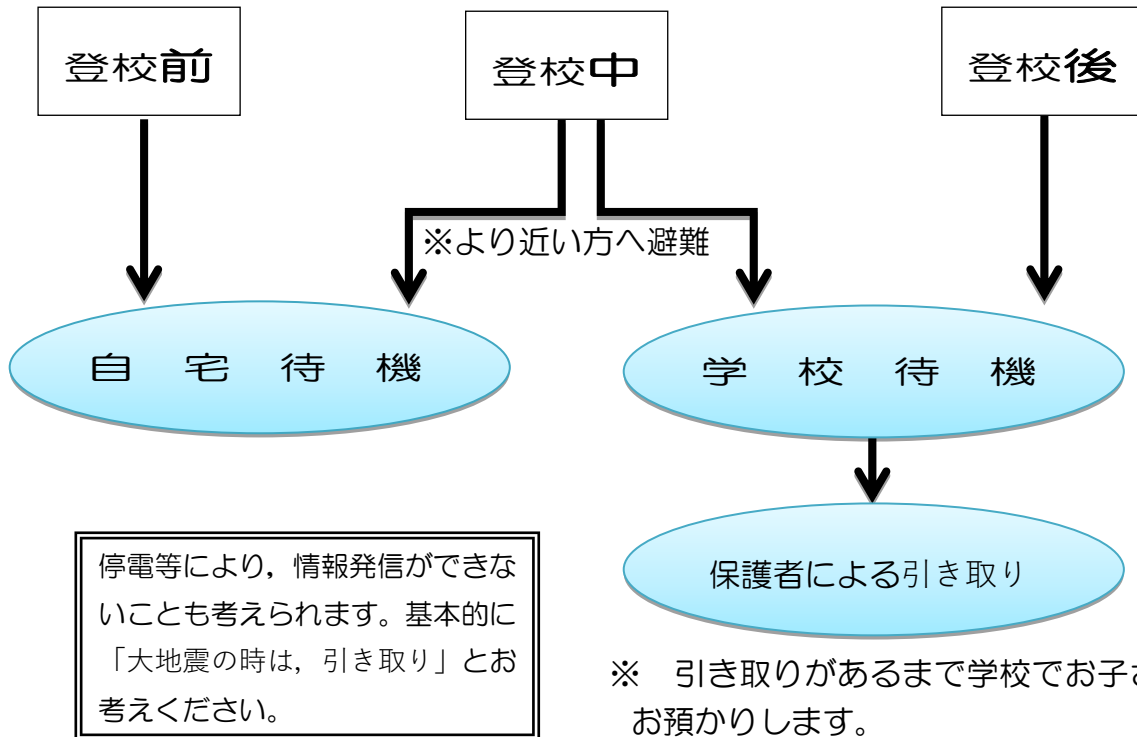 登校前
登校中
登校後
※より近い方へ避難
自宅待機
学校待機
保護者による引き取り
停電等により，情報発信ができな
いことも考えられます。基本的に
「大地震の時は，引き取り」とお
考えください。
※　引き取りがあるまで学校でお子
お預かりします。